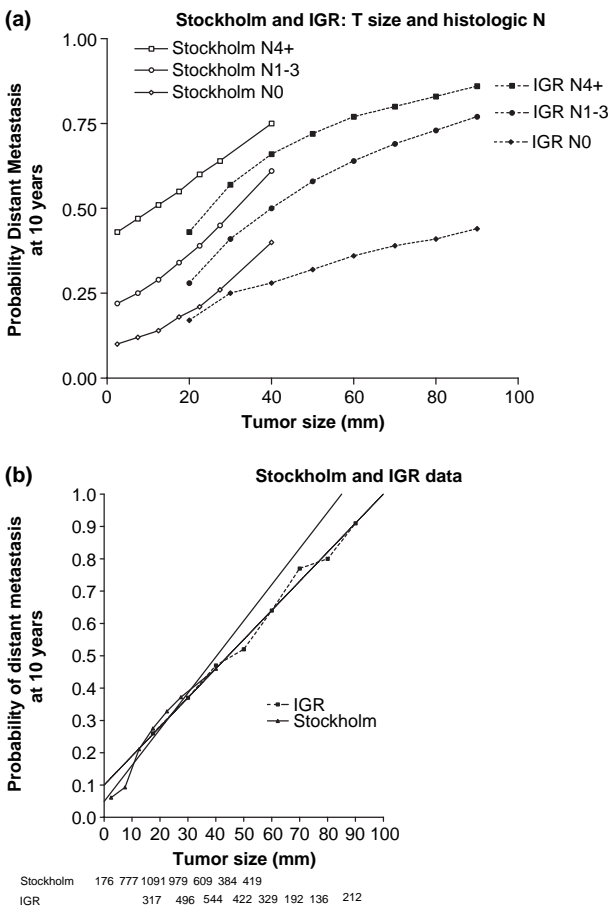 (a)
Stockholm and IGR: T size and histologic N
1.00
0.75
0.50
0.25
0.00
Probability Distant Metastasis
at 10 years
Stockholm N4+
Stockholm N1-3
Stockholm N0
IGR N4+
IGR N1-3
IGR N0
0 20 40 60 80 100
Tumor size (mm)
(b)
Stockholm and IGR data
1.0
0.9
0.8
0.7
0.6
0.5
0.4
0.3
0.2
0.1
0.0
Probability of distant metastasis
at 10 years
IGR
Stockholm
0 10 20 30 40 50 60 70 80 90 100
Tumor size (mm)
Stockholm 176 777 1091 979 609 384 419
IGR 317 496 544 422 329 192 136 212